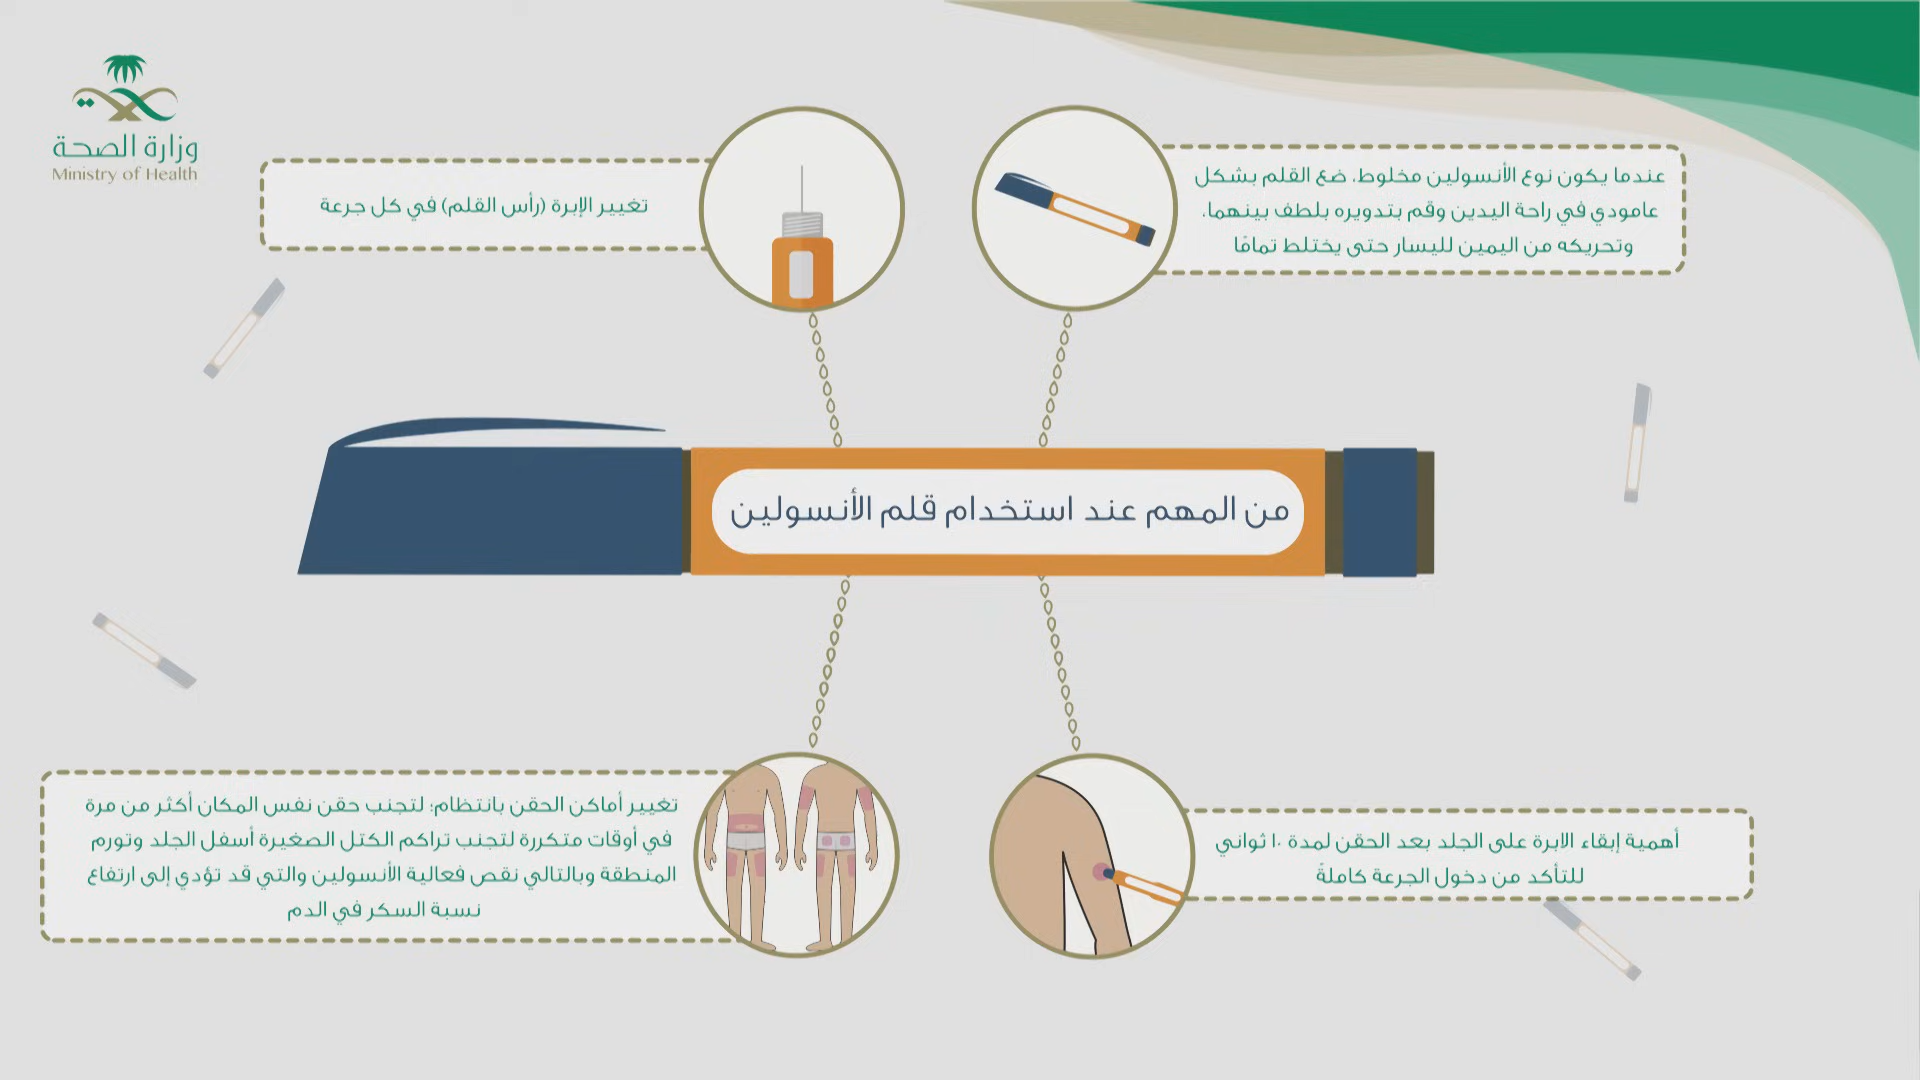 وزارة الصحة
Ministry of Health
عندما يكون نوع الأنسولين مخلوط، ضع القلم بشكل
عامودي في راحة اليدين وقم بتدويره بلطف بينهما،
وتحريكه من اليمين لليسار حتى يختلط تمامًا
تغيير الإبرة (رأس القلم) في كل جرعة
من المهم عند استخدام قلم الأنسولين
أهمية إبقاء الابرة على الجلد بعد الحقن لمدة ١٠ ثواني
للتأكد من دخول الجرعة كاملةً
تغيير أماكن الحقن بانتظام؛ لتجنب حقن نفس المكان أكثر من مرة
في أوقات متكررة لتجنب تراكم الكتل الصغيرة أسفل الجلد وتورم
المنطقة وبالتالي نقص فعالية الأنسولين والتي قد تؤدي إلى ارتفاع
نسبة السكر في الدم